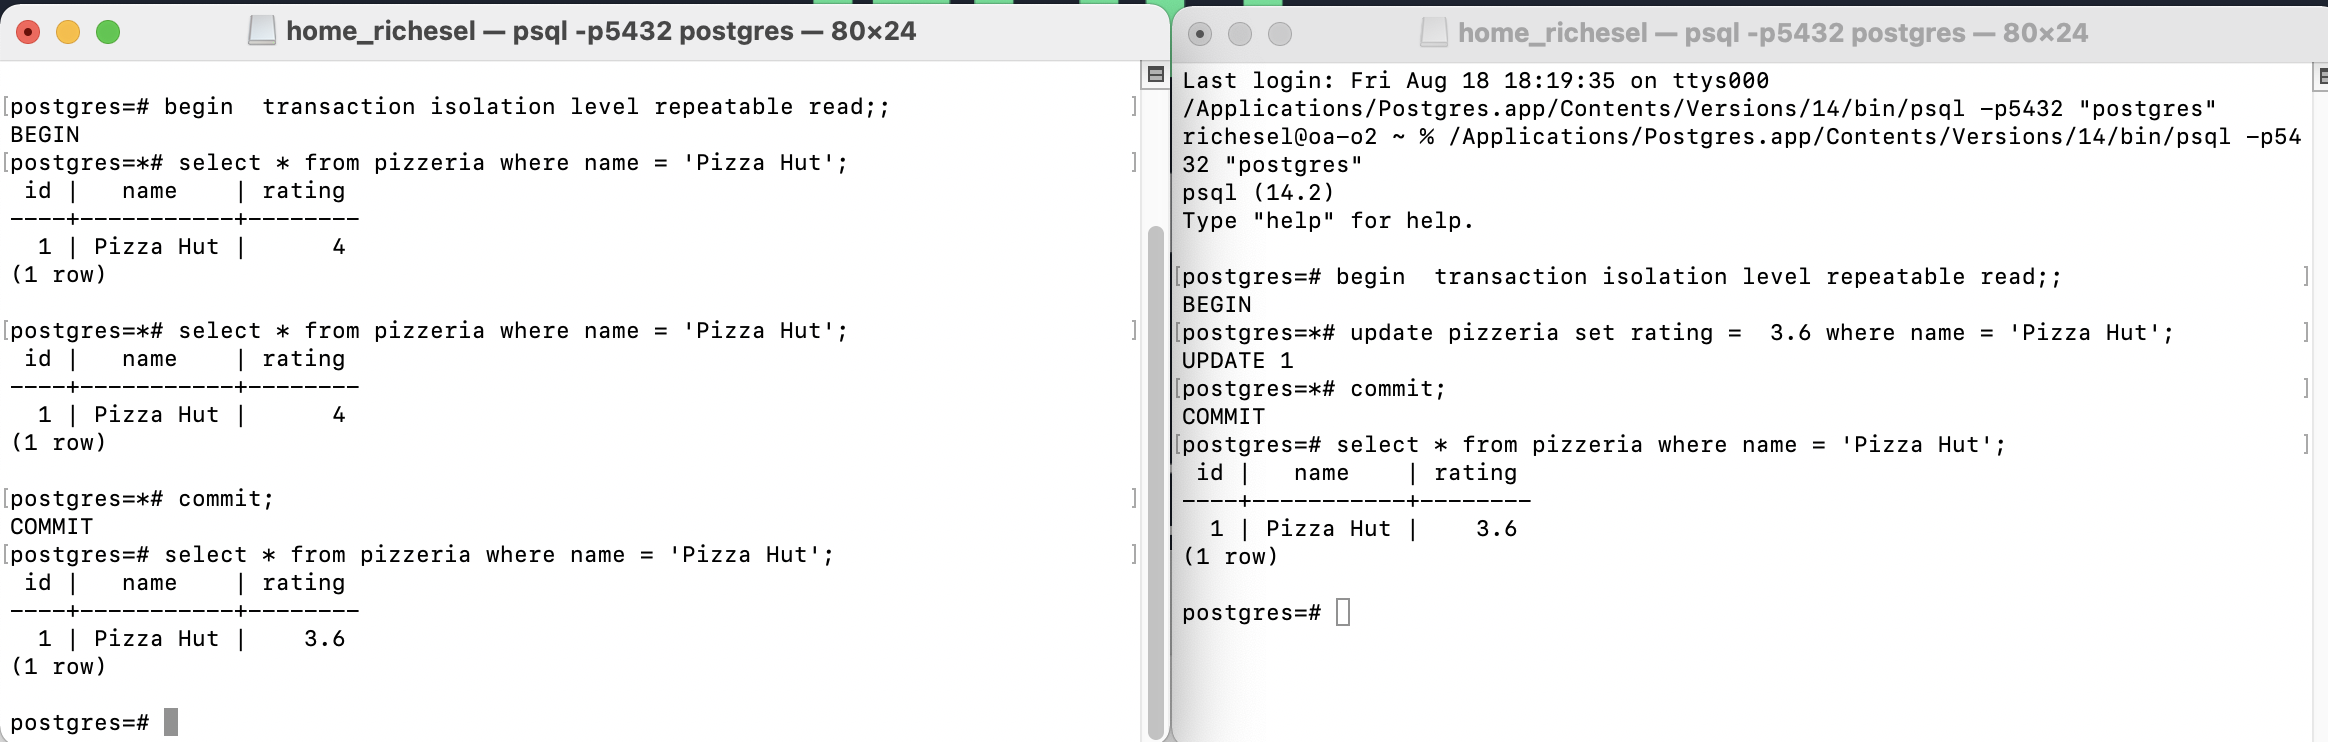 home_richesel — psql -p5432 postgres — 80×24
postgres=# begin  transaction isolation level repeatable read;;
BEGIN
postgres=*# select * from pizzeria where name = 'Pizza Hut';
 id |   name    | rating
----+-----------+--------
  1 | Pizza Hut |      4
(1 row)
postgres=*# select * from pizzeria where name = 'Pizza Hut';
 id |   name    | rating
----+-----------+--------
  1 | Pizza Hut |      4
(1 row)
postgres=*# commit;
COMMIT
postgres=# select * from pizzeria where name = 'Pizza Hut';
 id |   name    | rating
----+-----------+--------
  1 | Pizza Hut |    3.6
(1 row)
postgres=#
home_richesel — psql -p5432 postgres — 80×24
Last login: Fri Aug 18 18:19:35 on ttys000
/Applications/Postgres.app/Contents/Versions/14/bin/psql -p5432 "postgres"
richesel@oa-o2 ~ % /Applications/Postgres.app/Contents/Versions/14/bin/psql -p54
32 "postgres"
psql (14.2)
Type "help" for help.
postgres=# begin  transaction isolation level repeatable read;;
BEGIN
postgres=*# update pizzeria set rating =  3.6 where name = 'Pizza Hut';
UPDATE 1
postgres=*# commit;
COMMIT
postgres=# select * from pizzeria where name = 'Pizza Hut';
 id |   name    | rating
----+-----------+--------
  1 | Pizza Hut |    3.6
(1 row)
postgres=#